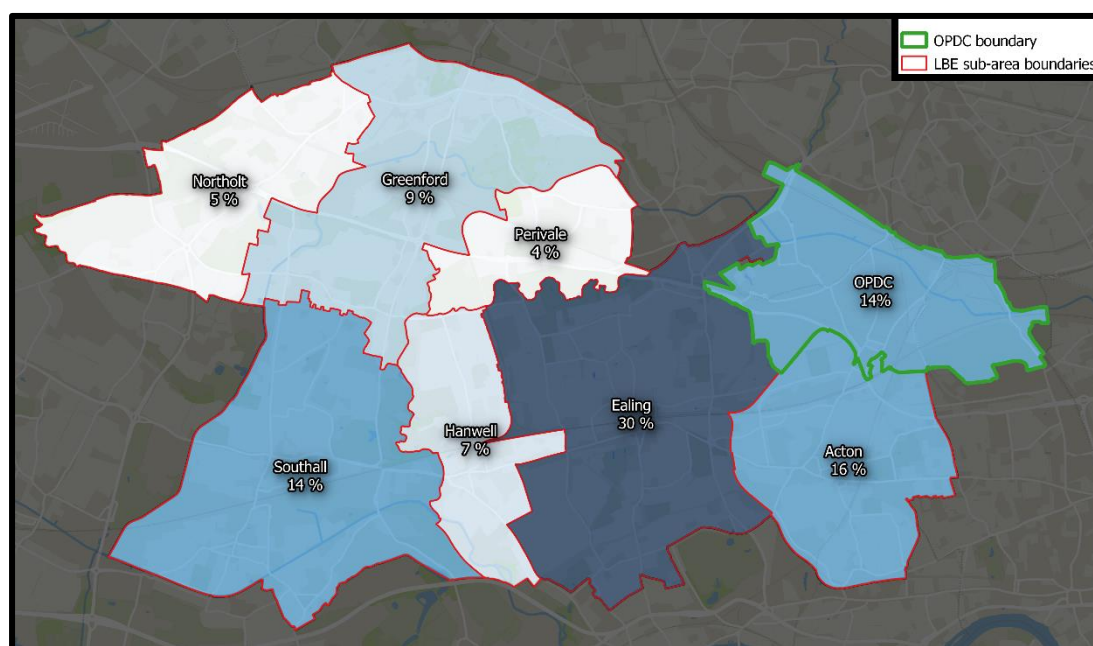 OPDC boundary
LBE sub-area boundaries
Northolt
5 %
Greenford
9 %
Perivale
4 %
OPDC
14%
Ealing
30 %
Hanwell
7 %
Acton
16 %
Southall
14 %